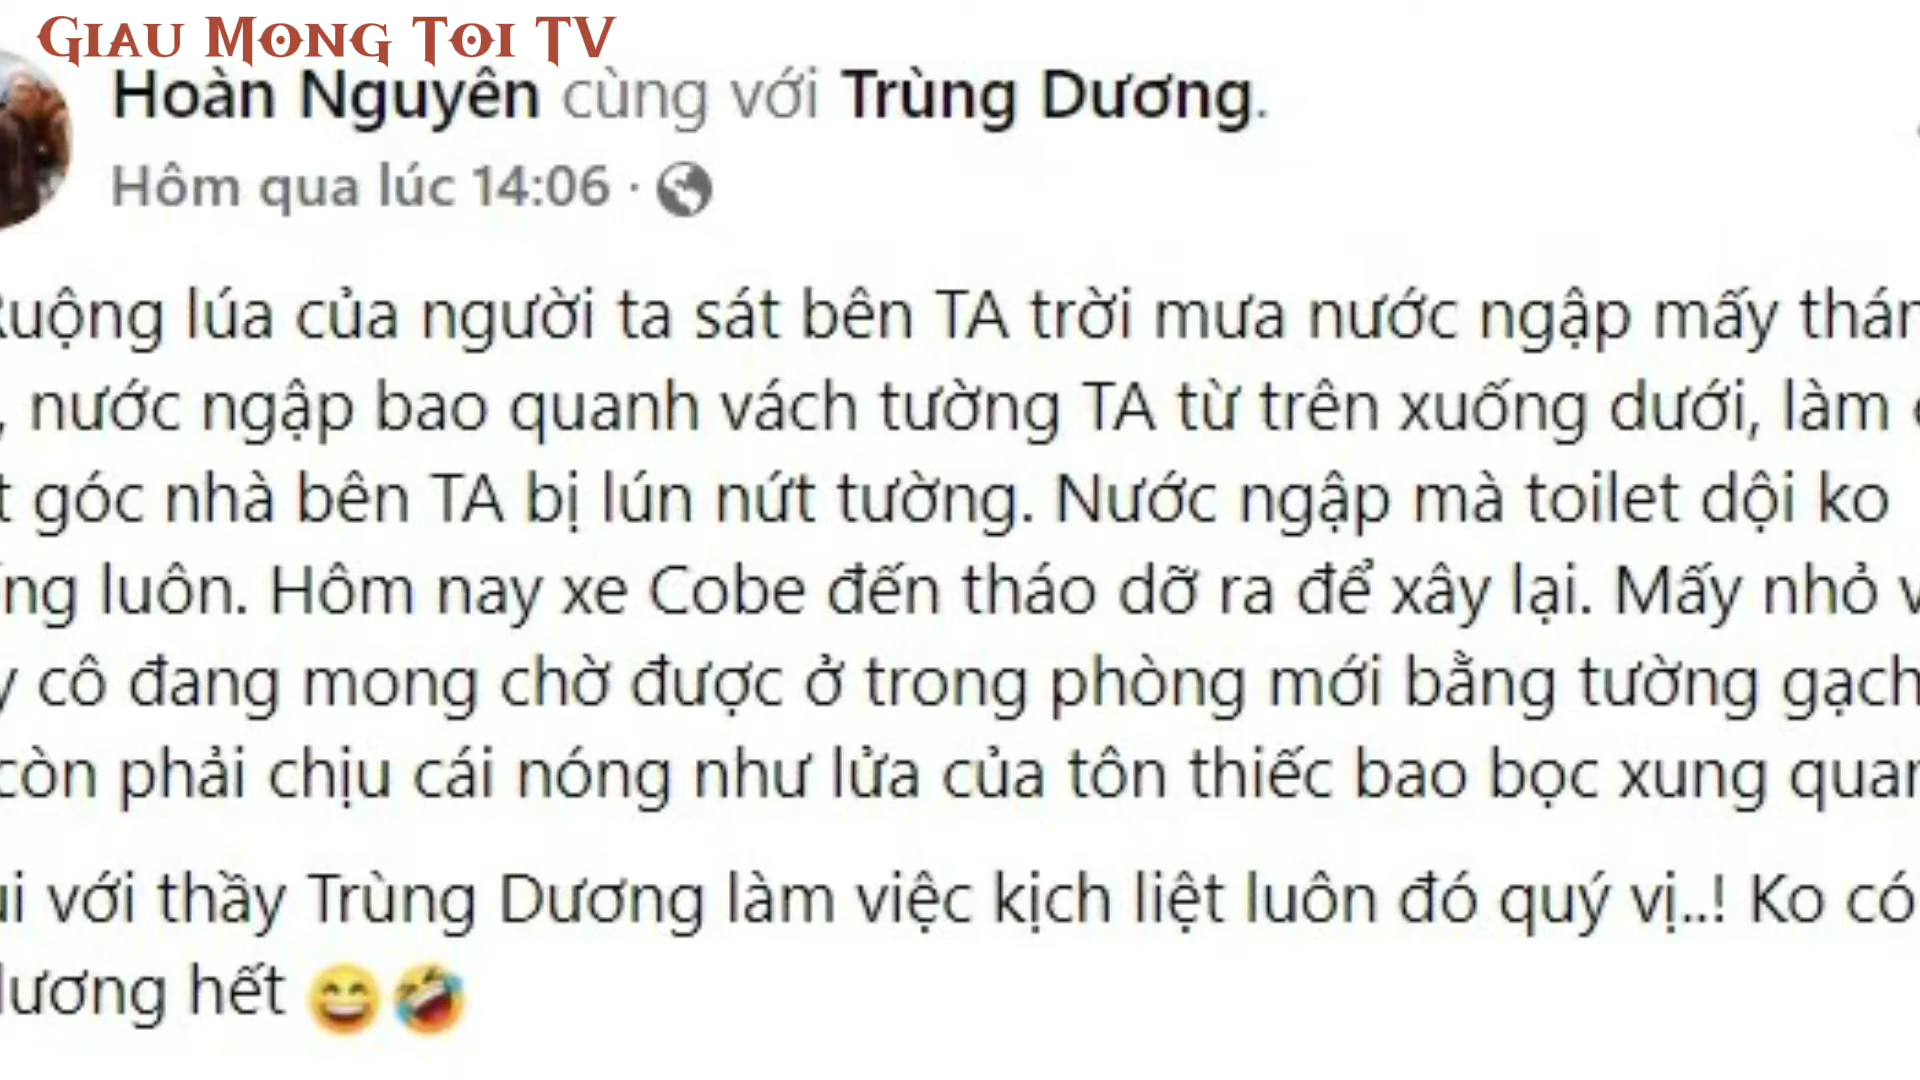 GIAU MONG TOI TV
Hoàn Nguyên cùng với Trùng Dương.
Hôm qua lúc 14:06 ·
lúa của người ta sát bên TA trời mưa nước ngập mấy
, nước ngập bao quanh vách tường TA từ trên xuống dưới, làm
góc nhà bên TA bị lún nứt tường. Nước ngập mà toilet dội ko
luôn. Hôm nay xe Cobe đến tháo dỡ ra để xây lại. Mấy nhỏ
cô đang mong chờ được ở trong phòng mới bằng tường gạch
còn phải chịu cái nóng như lửa của tôn thiếc bao bọc xung
với thầy Trùng Dương làm việc kịch liệt luôn đó quý vị..! Ko có
hết 😄🤣